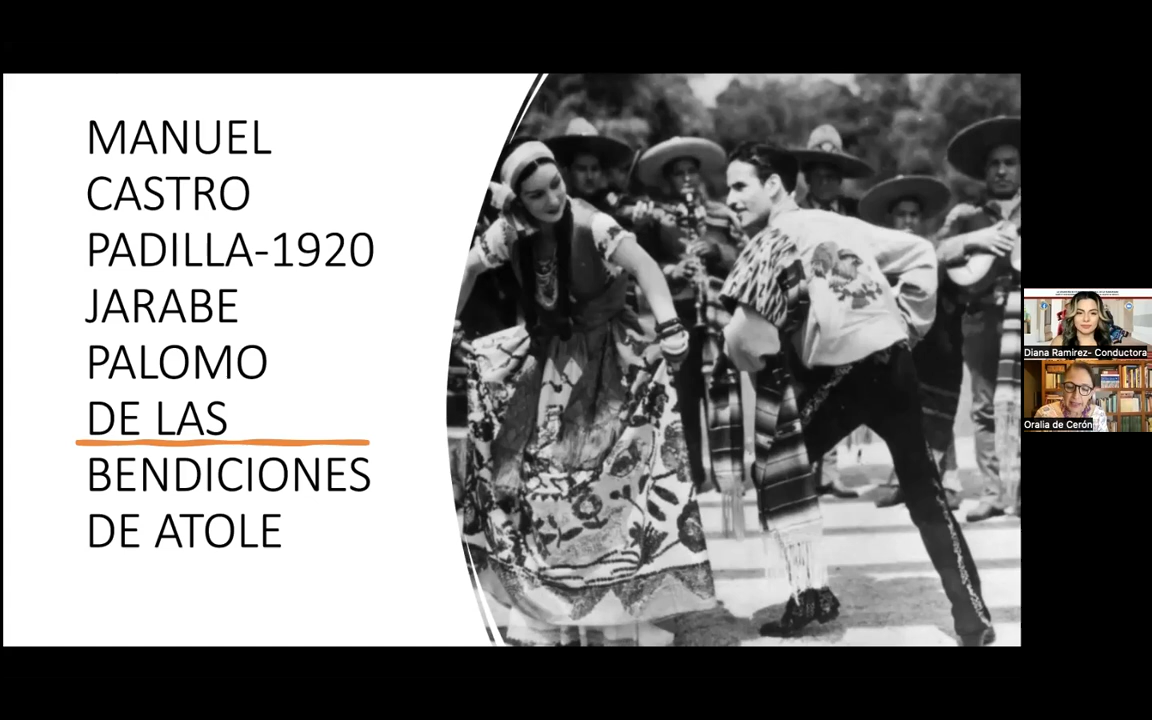 MANUEL
CASTRO
PADILLA-1920
JARABE
PALOMO
DE LAS
BENDICIONES
DE ATOLE
Diana Ramirez- Conductora
Oralia de Cerón